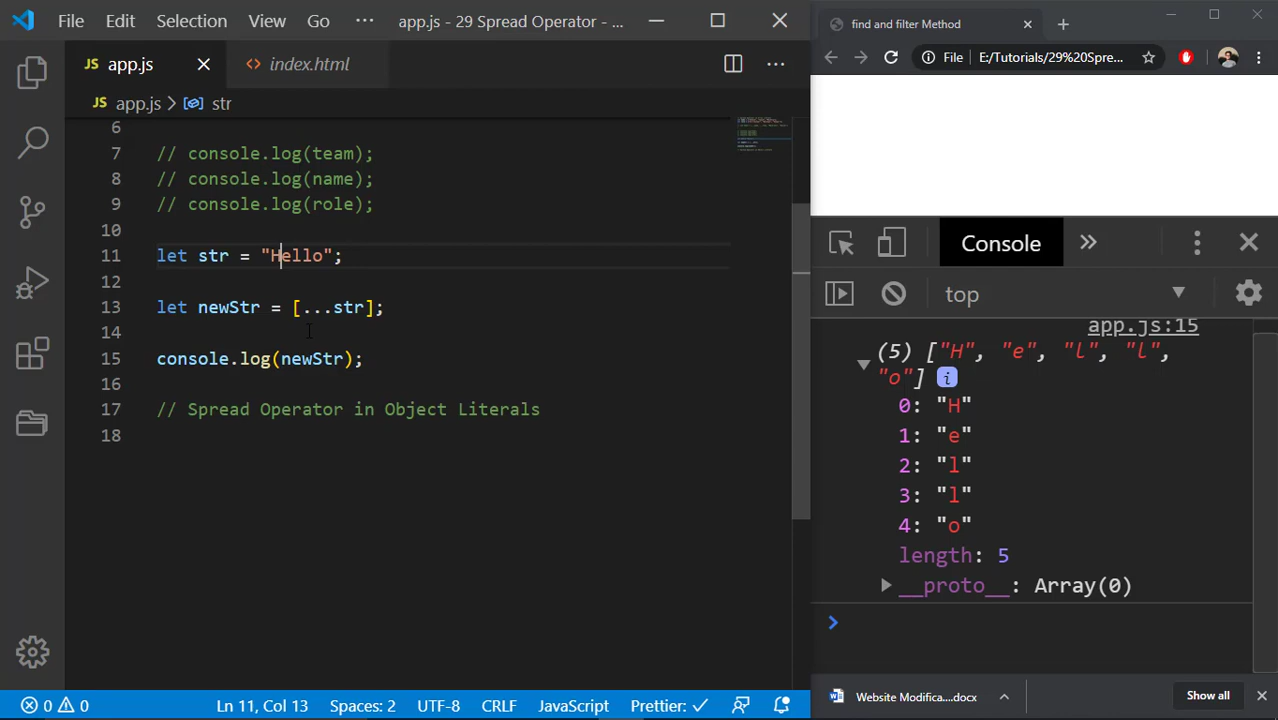 File Edit Selection View Go ··· app.js - 29 Spread Operator - ...
JS app.js
<> index.html
JS app.js > str
6
7 // console.log(team);
8 // console.log(name);
9 // console.log(role);
10
11 let str = "Hello";
12
13 let newStr = [...str];
14
15 console.log(newStr);
16
17 // Spread Operator in Object Literals
18
0 0 Ln 11, Col 13 Spaces: 2 UTF-8 CRLF JavaScript Prettier: ✓
find and filter Method
File E:/Tutorials/29%20Spre...
Console »
top
app.js:15
(5) ["H", "e", "l", "l",
"o"] i
0: "H"
1: "e"
2: "l"
3: "l"
4: "o"
length: 5
__proto__: Array(0)
>
Website Modifica....docx
Show all